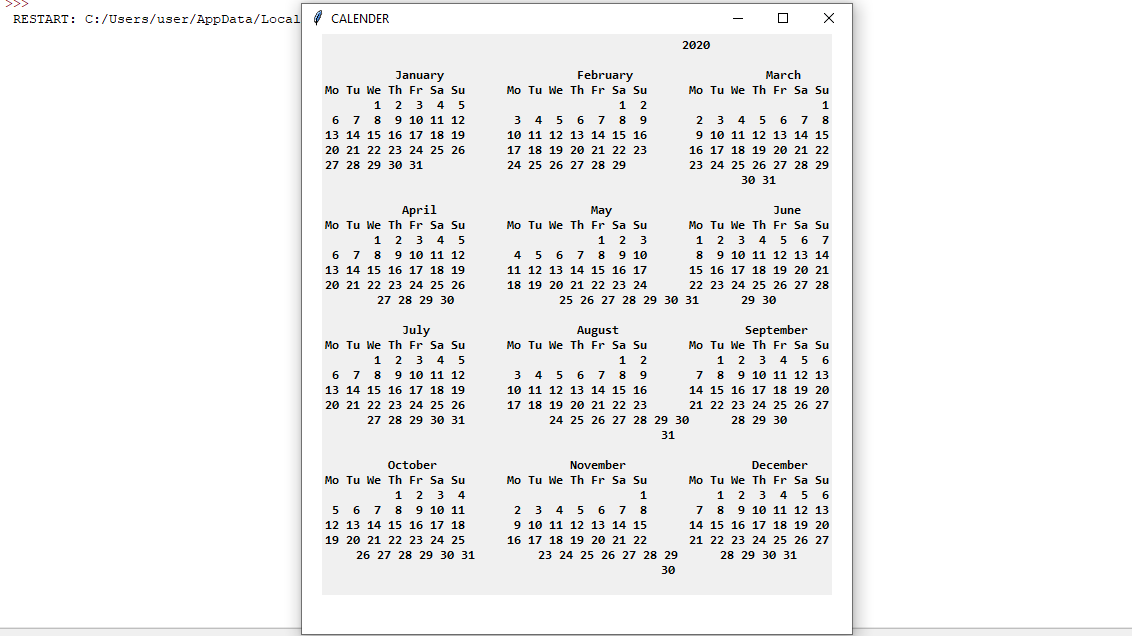 >>>
RESTART: C:/Users/user/AppData/Local
CALENDER
2020
January February March
Mo Tu We Th Fr Sa Su Mo Tu We Th Fr Sa Su Mo Tu We Th Fr Sa Su
1 2 3 4 5 1 2 1
6 7 8 9 10 11 12 3 4 5 6 7 8 9 2 3 4 5 6 7 8
13 14 15 16 17 18 19 10 11 12 13 14 15 16 9 10 11 12 13 14 15
20 21 22 23 24 25 26 17 18 19 20 21 22 23 16 17 18 19 20 21 22
27 28 29 30 31 24 25 26 27 28 29 23 24 25 26 27 28 29
30 31
April May June
Mo Tu We Th Fr Sa Su Mo Tu We Th Fr Sa Su Mo Tu We Th Fr Sa Su
1 2 3 4 5 1 2 3 1 2 3 4 5 6 7
6 7 8 9 10 11 12 4 5 6 7 8 9 10 8 9 10 11 12 13 14
13 14 15 16 17 18 19 11 12 13 14 15 16 17 15 16 17 18 19 20 21
20 21 22 23 24 25 26 18 19 20 21 22 23 24 22 23 24 25 26 27 28
27 28 29 30 25 26 27 28 29 30 31 29 30
July August September
Mo Tu We Th Fr Sa Su Mo Tu We Th Fr Sa Su Mo Tu We Th Fr Sa Su
1 2 3 4 5 1 2 1 2 3 4 5 6
6 7 8 9 10 11 12 3 4 5 6 7 8 9 7 8 9 10 11 12 13
13 14 15 16 17 18 19 10 11 12 13 14 15 16 14 15 16 17 18 19 20
20 21 22 23 24 25 26 17 18 19 20 21 22 23 21 22 23 24 25 26 27
27 28 29 30 31 24 25 26 27 28 29 30 28 29 30
31
October November December
Mo Tu We Th Fr Sa Su Mo Tu We Th Fr Sa Su Mo Tu We Th Fr Sa Su
1 2 3 4 1 1 2 3 4 5 6
5 6 7 8 9 10 11 2 3 4 5 6 7 8 7 8 9 10 11 12 13
12 13 14 15 16 17 18 9 10 11 12 13 14 15 14 15 16 17 18 19 20
19 20 21 22 23 24 25 16 17 18 19 20 21 22 21 22 23 24 25 26 27
26 27 28 29 30 31 23 24 25 26 27 28 29 28 29 30 31
30